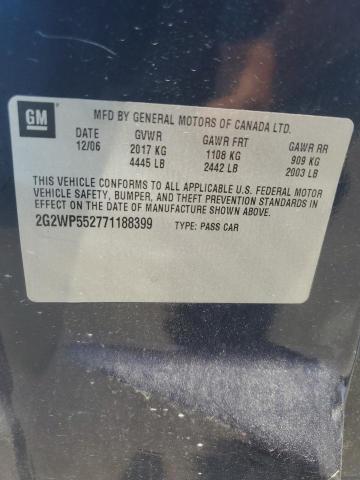 GM
MFD BY GENERAL MOTORS OF CANADA LTD.
DATE GVWR GAWR FRT GAWR RR
12/06 2017 KG 1108 KG 909 KG
4445 LB 2442 LB 2003 LB
THIS VEHICLE CONFORMS TO ALL APPLICABLE U.S. FEDERAL MOTOR
VEHICLE SAFETY, BUMPER, AND THEFT PREVENTION STANDARDS IN
EFFECT ON THE DATE OF MANUFACTURE SHOWN ABOVE.
2G2WP552771188399 TYPE: PASS CAR